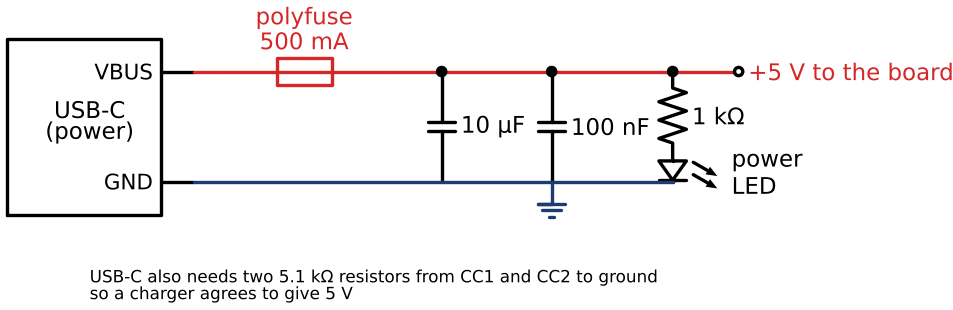 polyfuse
500 mA
VBUS
+5 V to the board
USB-C
(power)
10 µF
100 nF
1 kΩ
power
LED
GND
USB-C also needs two 5.1 kΩ resistors from CC1 and CC2 to ground
so a charger agrees to give 5 V